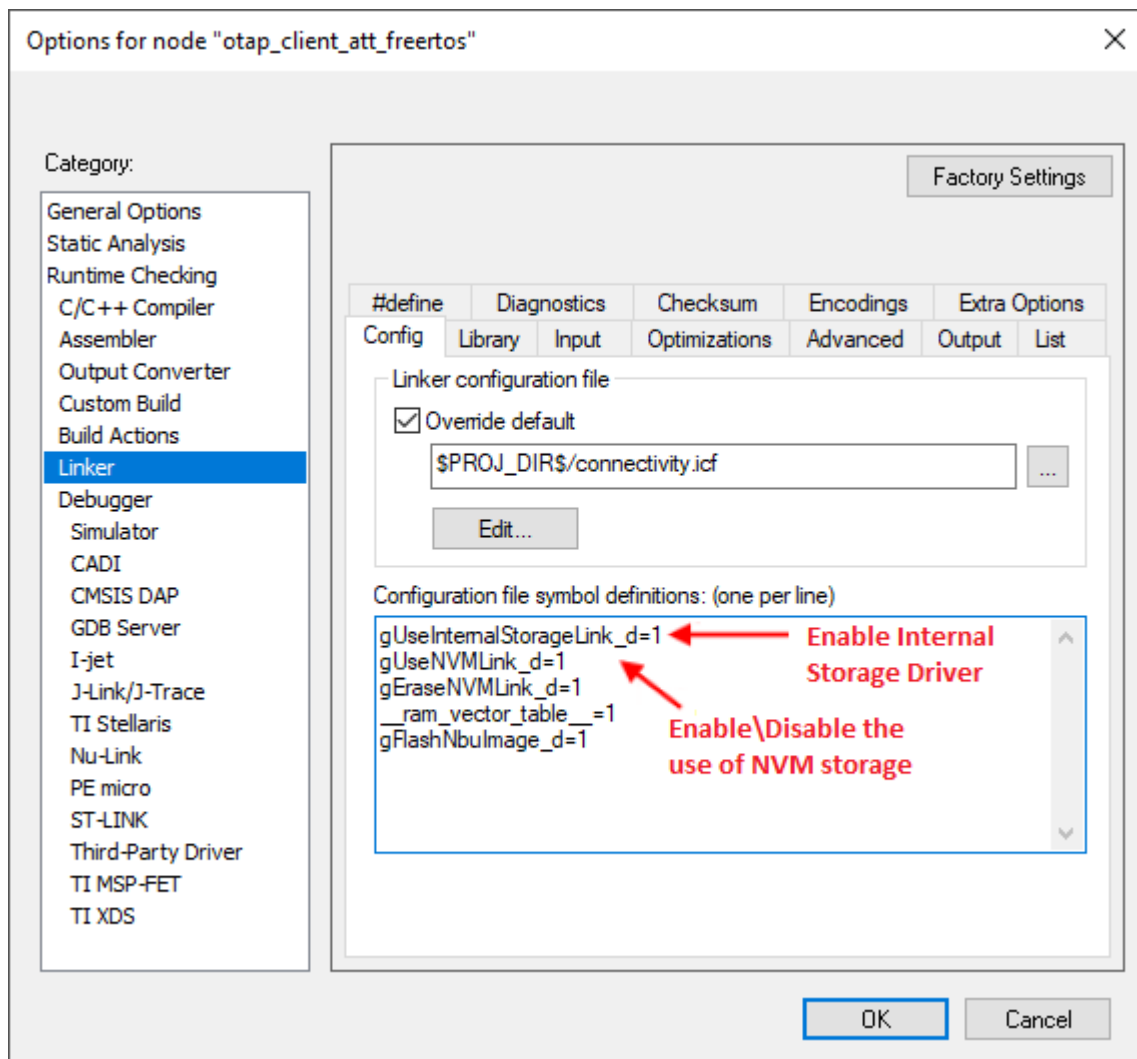 Options for node "otap_client_att_freertos"
Category:
General Options
Static Analysis
Runtime Checking
C/C++ Compiler
Assembler
Output Converter
Custom Build
Build Actions
Linker
Debugger
Simulator
CADI
CMSIS DAP
GDB Server
I-jet
J-Link/J-Trace
TI Stellaris
Nu-Link
PE micro
ST-LINK
Third-Party Driver
TI MSP-FET
TI XDS
Factory Settings
#define Diagnostics Checksum Encodings Extra Options
Config Library Input Optimizations Advanced Output List
Linker configuration file
Override default
$PROJ_DIR$/connectivity.icf
...
Edit...
Configuration file symbol definitions: (one per line)
gUseInternalStorageLink_d=1
gUseNVMLink_d=1
gEraseNVMLink_d=1
__ram_vector_table__=1
gFlashNbuImage_d=1
Enable Internal
Storage Driver
Enable\Disable the
use of NVM storage
OK
Cancel